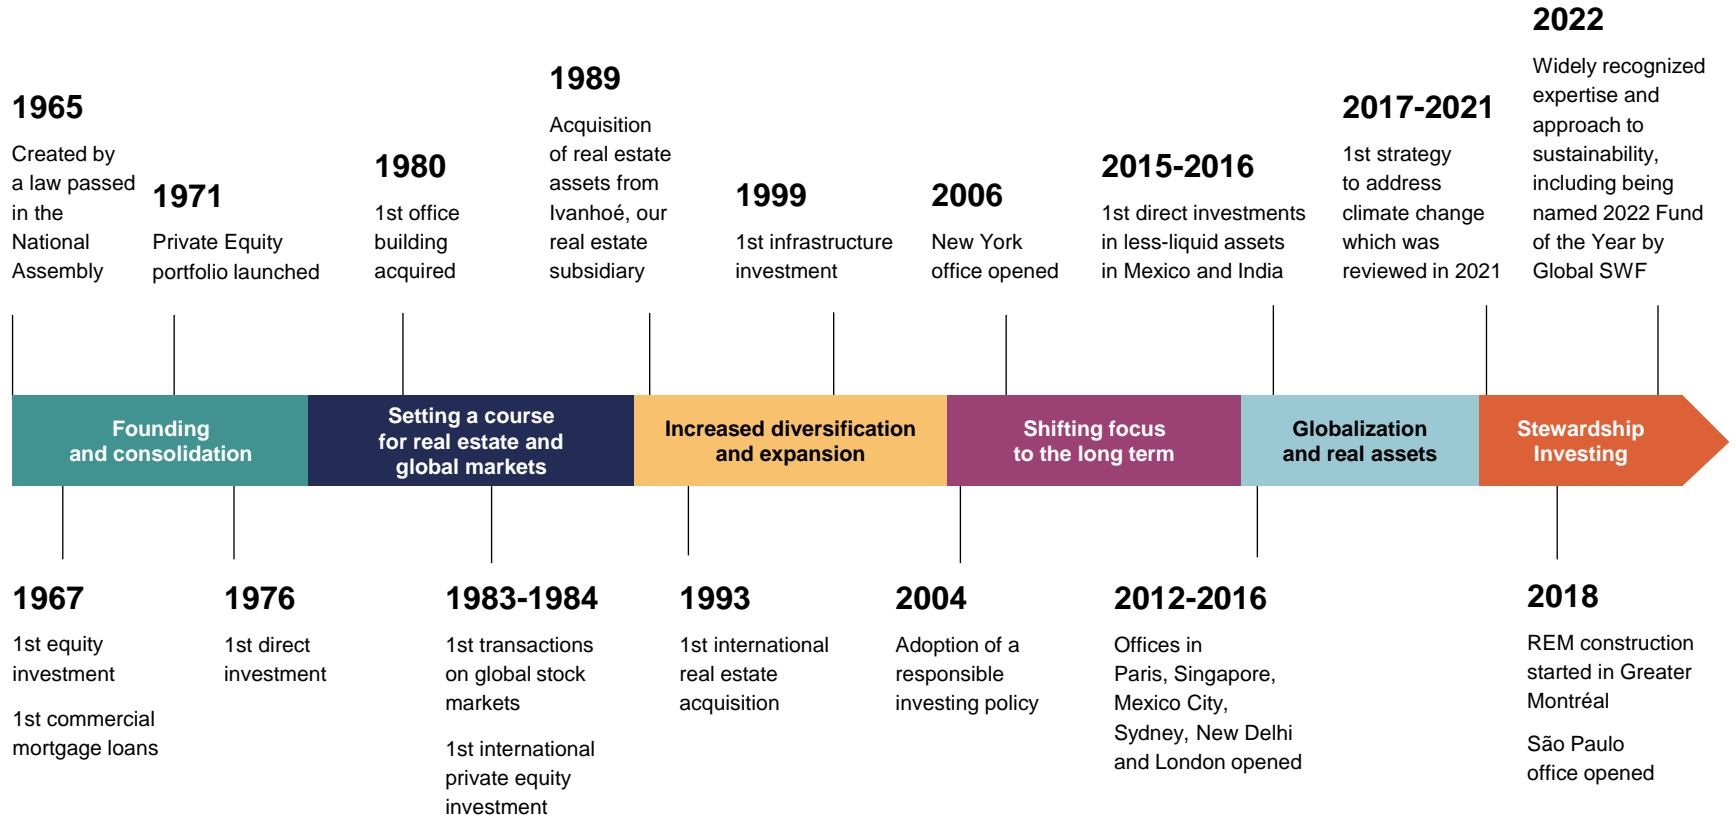 1965
Created by
a law passed
in the
National
Assembly
1971
Private Equity
portfolio launched
1980
1st office
building
acquired
1989
Acquisition
of real estate
assets from
Ivanhoé, our
real estate
subsidiary
1999
1st infrastructure
investment
2006
New York
office opened
2015-2016
1st direct investments
in less-liquid assets
in Mexico and India
2017-2021
1st strategy
to address
climate change
which was
reviewed in 2021
2022
Widely recognized
expertise and
approach to
sustainability,
including being
named 2022 Fund
of the Year by
Global SWF
Founding
and consolidation
Setting a course
for real estate and
global markets
Increased diversification
and expansion
Shifting focus
to the long term
Globalization
and real assets
Stewardship
Investing
1967
1st equity
investment
1st commercial
mortgage loans
1976
1st direct
investment
1983-1984
1st transactions
on global stock
markets
1st international
private equity
investment
1993
1st international
real estate
acquisition
2004
Adoption of a
responsible
investing policy
2012-2016
Offices in
Paris, Singapore,
Mexico City,
Sydney, New Delhi
and London opened
2018
REM construction
started in Greater
Montréal
São Paulo
office opened